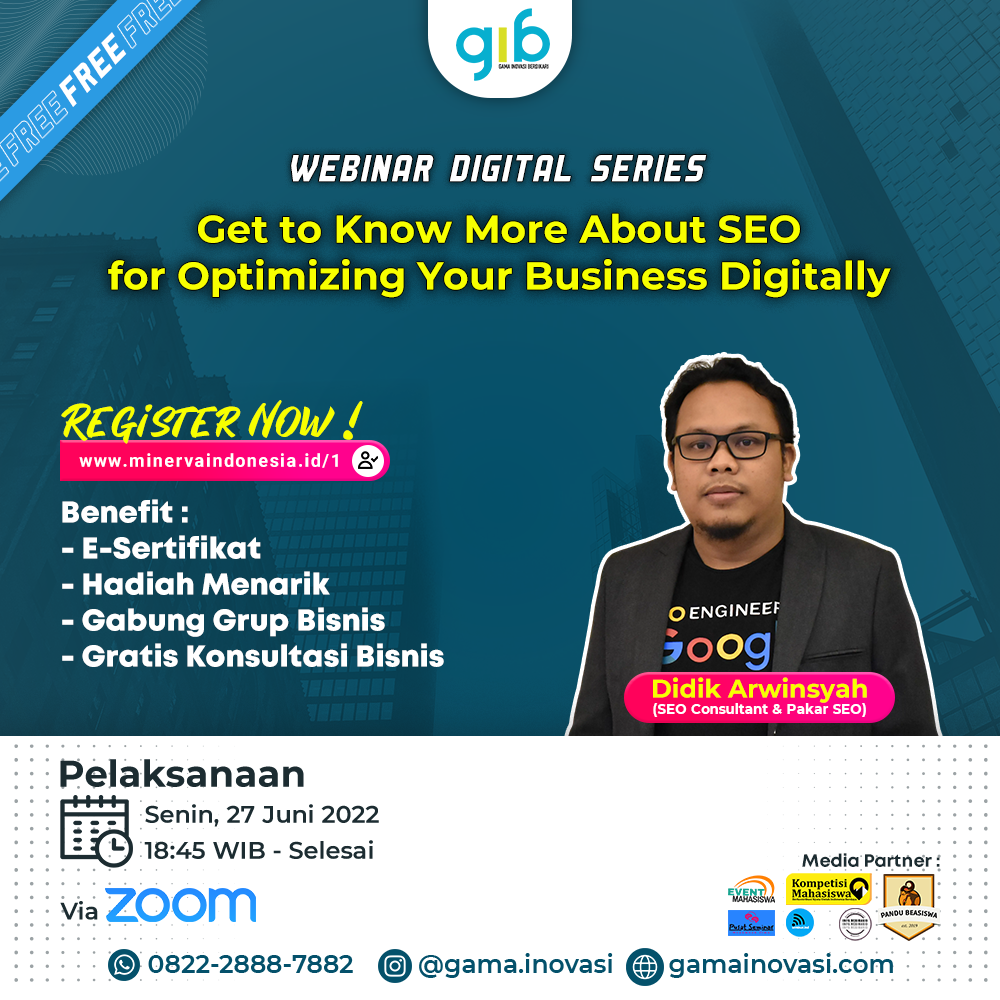 FREE FREE FREE
gib
GAMA INOVASI BERDIKARI
WEBINAR DIGITAL SERIES
Get to Know More About SEO
for Optimizing Your Business Digitally
REGISTER NOW !
www.minervaindonesia.id/1
Benefit :
- E-Sertifikat
- Hadiah Menarik
- Gabung Grup Bisnis
- Gratis Konsultasi Bisnis
O ENGINEER
Googl
Didik Arwinsyah
(SEO Consultant & Pakar SEO)
Pelaksanaan
Senin, 27 Juni 2022
18:45 WIB - Selesai
Via zoom
Media Partner :
EVENT
MAHASISWA
Kompetisi
Mahasiswa
Pusat Seminar
PANDU BEASISWA
0822-2888-7882 @gama.inovasi gamainovasi.com